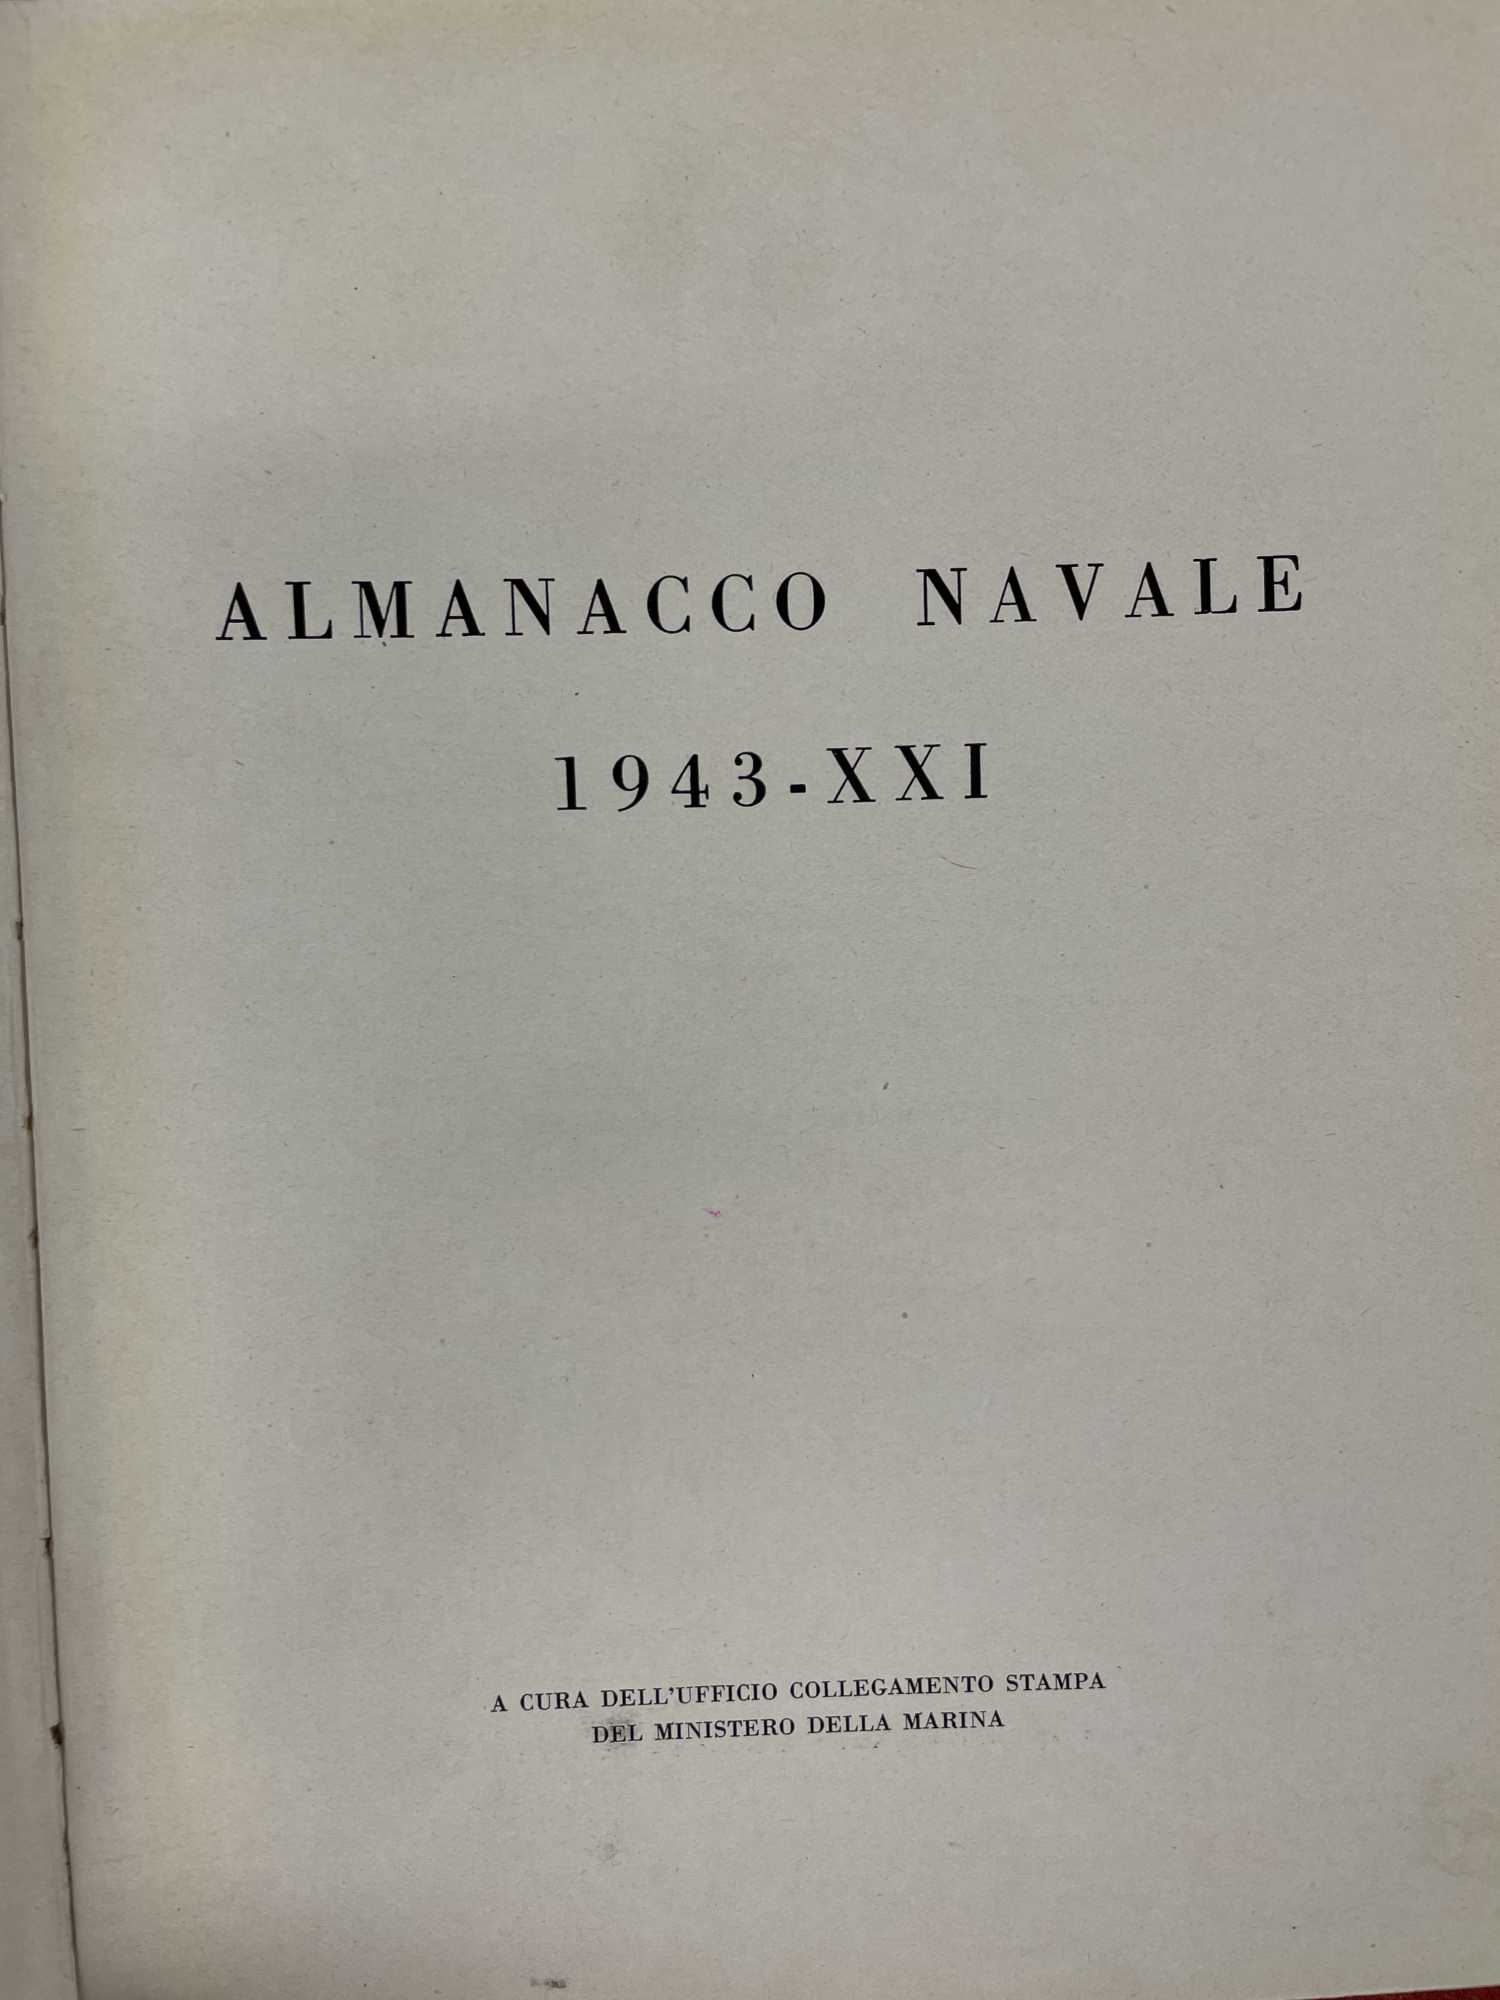 ALMANACCO NAVALE
1943-XXI
A CURA DELL'UFFICIO COLLEGAMENTO STAMPA
DEL MINISTERO DELLA MARINA